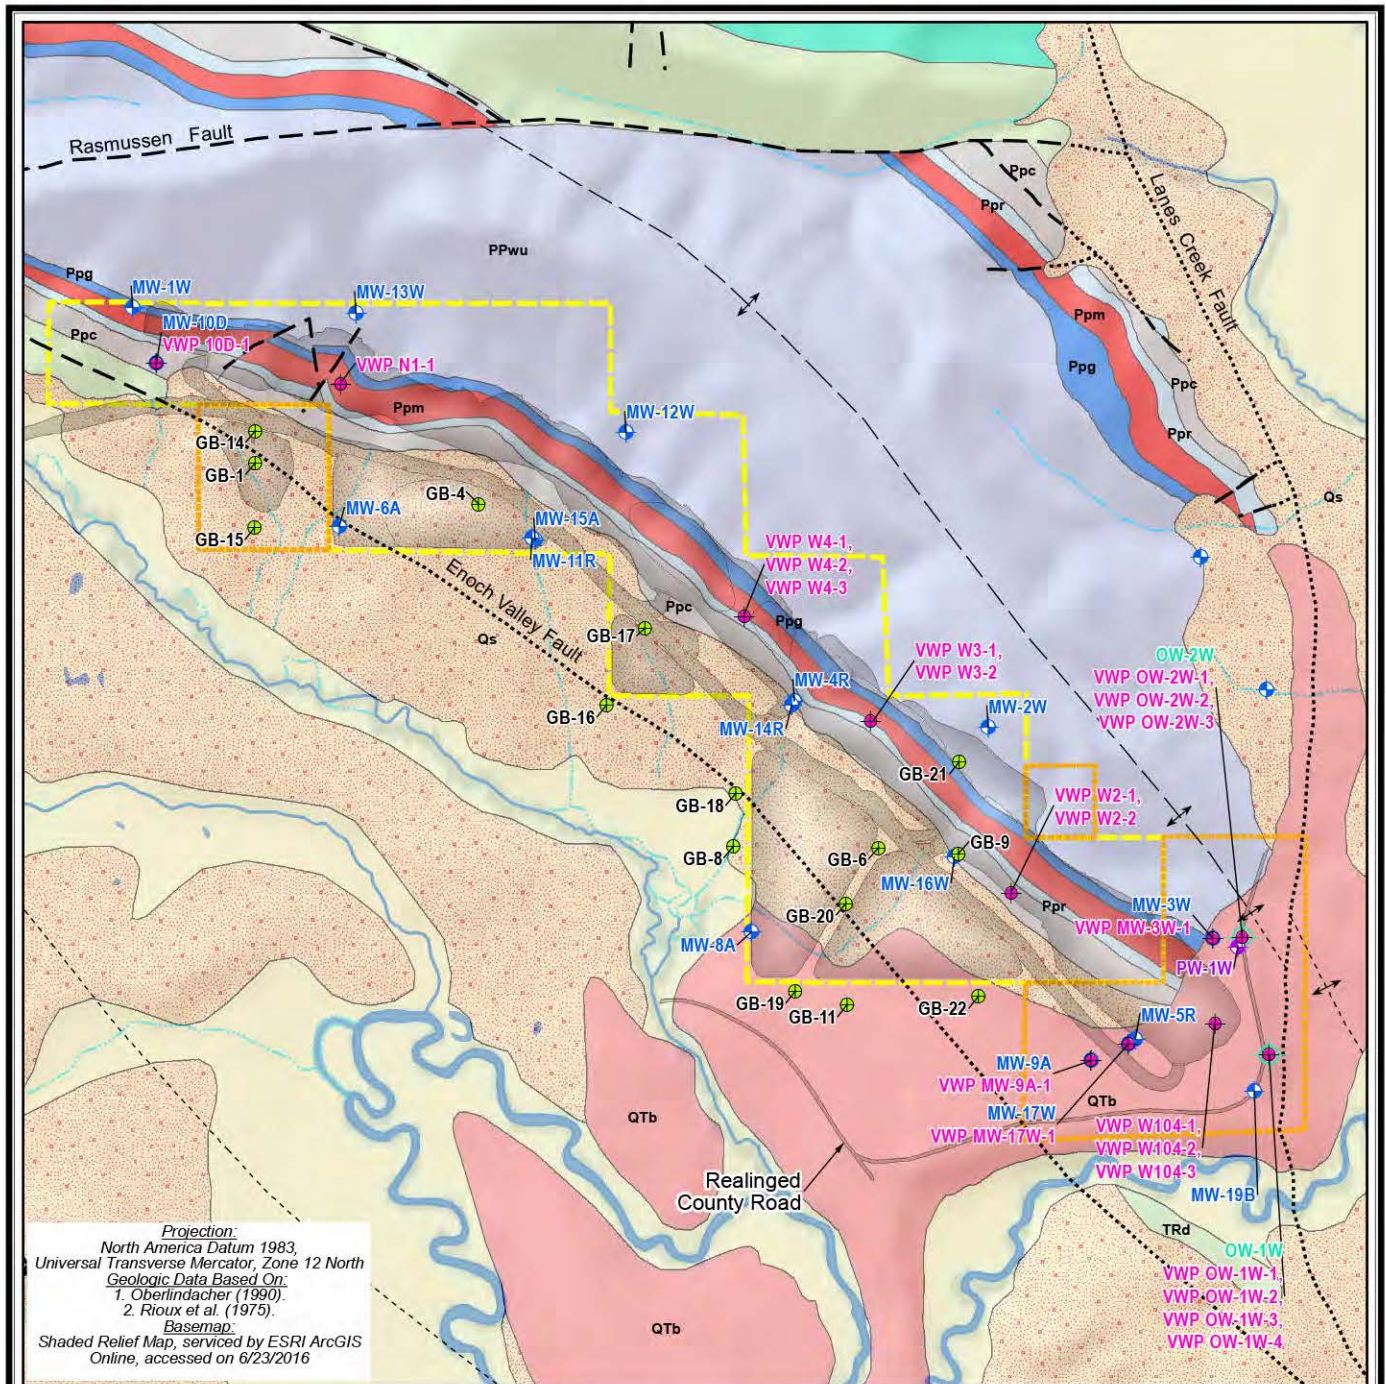 Rasmussen Fault
Lanes Creek Fault
Ppc
Ppr
PPwu
Ppg
MW-1W
MW-13W
MW-10D
VWP 10D-1
Ppc
VWP N1-1
Ppm
Ppg
Ppc
Ppr
Ppm
MW-12W
GB-14
GB-1
GB-15
MW-6A
GB-4
MW-15A
MW-11R
Qs
VWP W4-1,
VWP W4-2,
VWP W4-3
Enoch Valley Fault
Qs
Ppc
Ppg
GB-17
GB-16
MW-4R
MW-14R
VWP W3-1,
VWP W3-2
MW-2W
OW-2W
VWP OW-2W-1,
VWP OW-2W-2,
VWP OW-2W-3
GB-21
GB-18
GB-8
GB-6
GB-9
MW-16W
VWP W2-1,
VWP W2-2
GB-20
Ppr
MW-3W
VWP MW-3W-1
MW-8A
PW-1W
GB-19
GB-11
GB-22
MW-5R
MW-9A
VWP MW-9A-1
QTb
MW-17W
VWP MW-17W-1
VWP W104-1,
VWP W104-2,
VWP W104-3
QTb
Realinged
County Road
MW-19B
TRd
OW-1W
VWP OW-1W-1,
VWP OW-1W-2,
VWP OW-1W-3,
VWP OW-1W-4
QTb
Projection:
North America Datum 1983,
Universal Transverse Mercator, Zone 12 North
Geologic Data Based On:
1. Oberlindacher (1990).
2. Rioux et al. (1975).
Basemap:
Shaded Relief Map, serviced by ESRI ArcGIS
Online, accessed on 6/23/2016